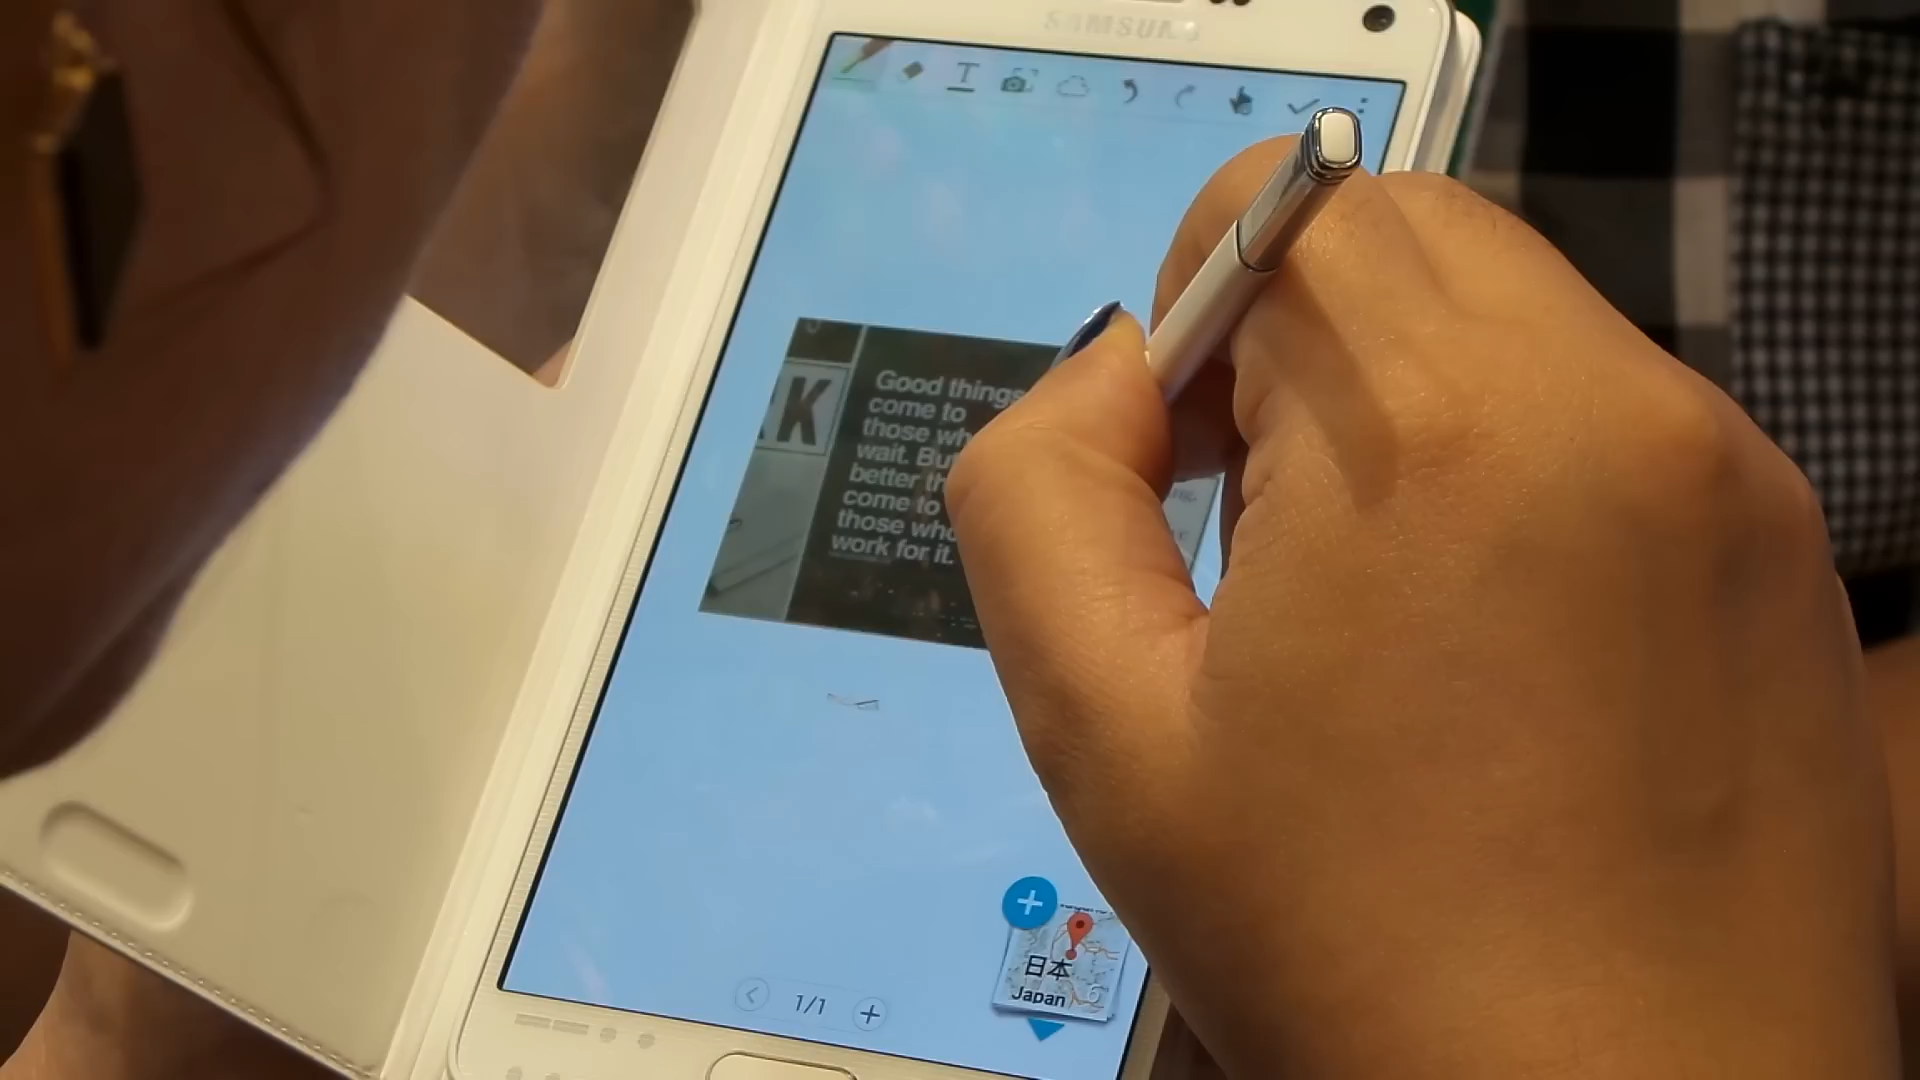 SAMSUNG
T
K
Good things
come to
those wh
wait. But
better th
come to
those who
work for it.
日本
Japan
1/1